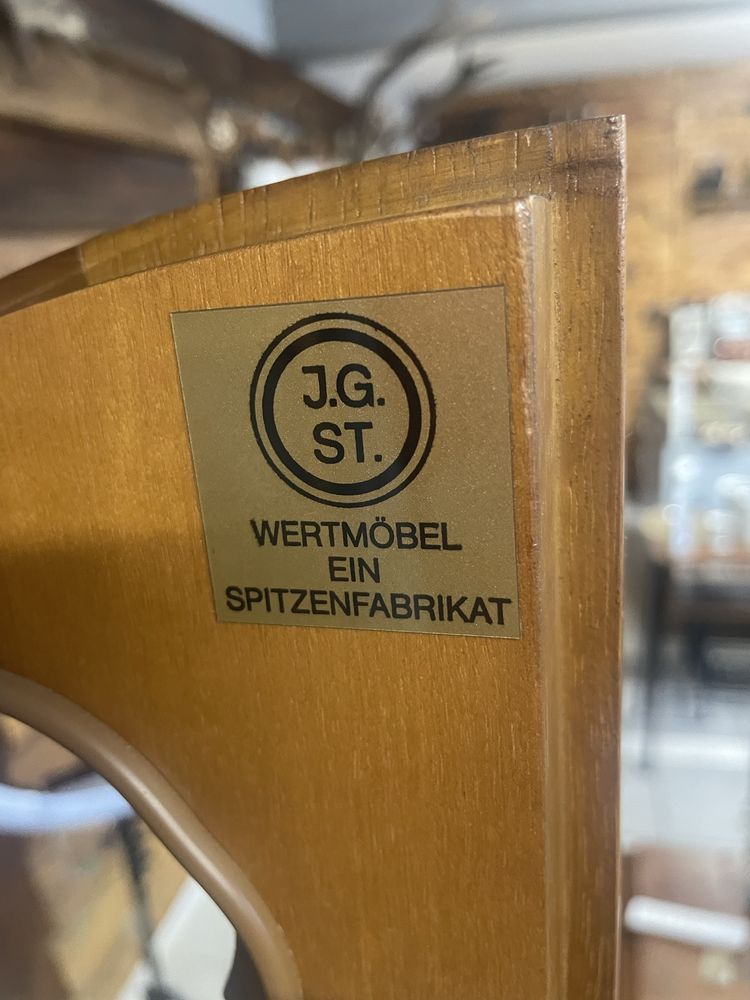 J.G.
ST.
WERTMÖBEL
EIN
SPITZENFABRIKAT